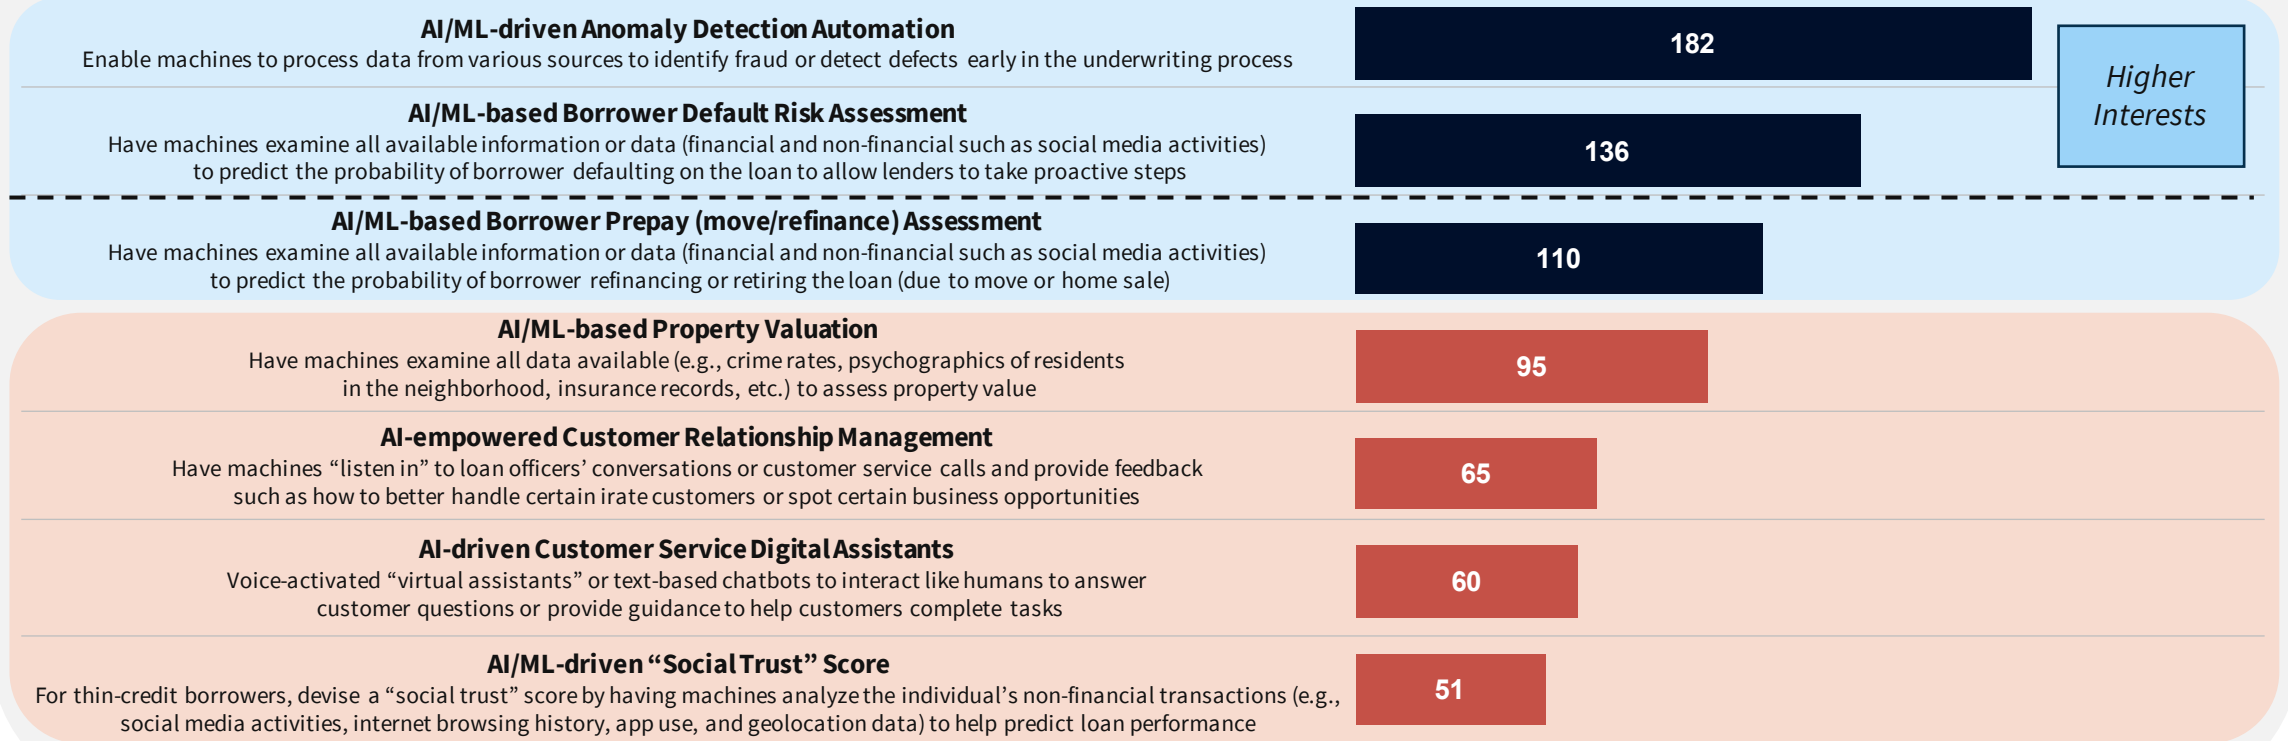 AI/ML-driven Anomaly Detection Automation
Enable machines to process data from various sources to identify fraud or detect defects early in the underwriting process
182
Higher
Interests
AI/ML-based Borrower Default Risk Assessment
Have machines examine all available information or data (financial and non-financial such as social media activities)
to predict the probability of borrower defaulting on the loan to allow lenders to take proactive steps
136
AI/ML-based Borrower Prepay (move/refinance) Assessment
Have machines examine all available information or data (financial and non-financial such as social media activities)
to predict the probability of borrower refinancing or retiring the loan (due to move or home sale)
110
AI/ML-based Property Valuation
Have machines examine all data available (e.g., crime rates, psychographics of residents
in the neighborhood, insurance records, etc.) to assess property value
95
AI-empowered Customer Relationship Management
Have machines “listen in” to loan officers’ conversations or customer service calls and provide feedback
such as how to better handle certain irate customers or spot certain business opportunities
65
AI-driven Customer Service Digital Assistants
Voice-activated “virtual assistants” or text-based chatbots to interact like humans to answer
customer questions or provide guidance to help customers complete tasks
60
AI/ML-driven “Social Trust” Score
For thin-credit borrowers, devise a “social trust” score by having machines analyze the individual’s non-financial transactions (e.g.,
social media activities, internet browsing history, app use, and geolocation data) to help predict loan performance
51